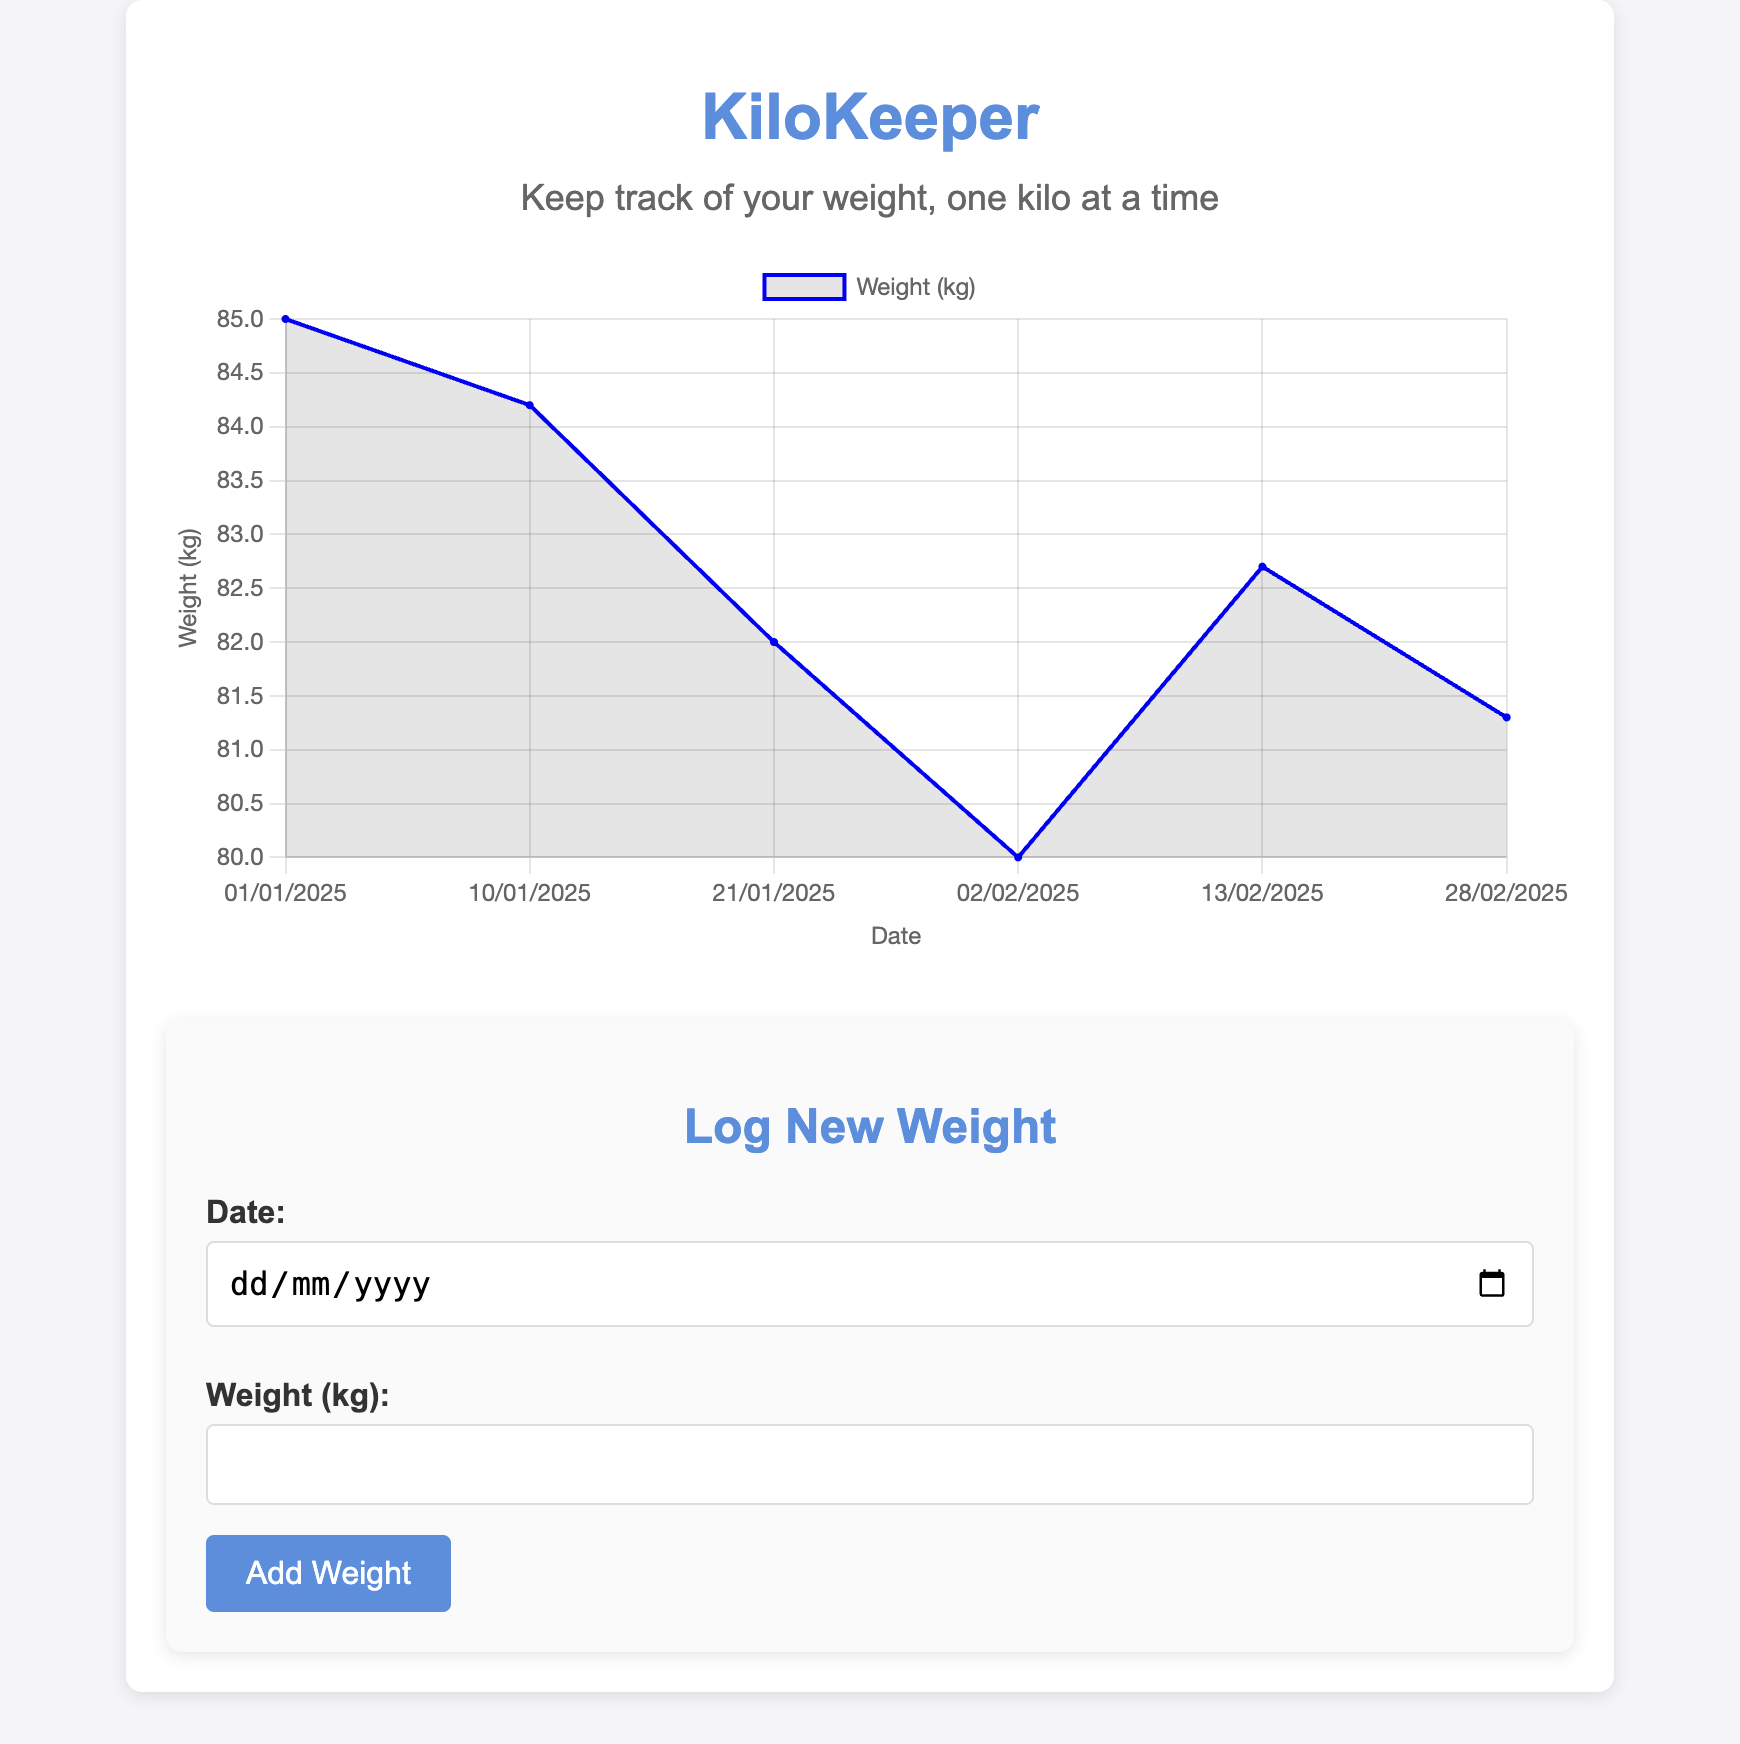 KiloKeeper
Keep track of your weight, one kilo at a time
Weight (kg)
85.0
84.5
84.0
83.5
83.0
82.5
82.0
81.5
81.0
80.5
80.0
Weight (kg)
01/01/2025 10/01/2025 21/01/2025 02/02/2025 13/02/2025 28/02/2025
Date
Log New Weight
Date:
dd/mm/yyyy
Weight (kg):
Add Weight